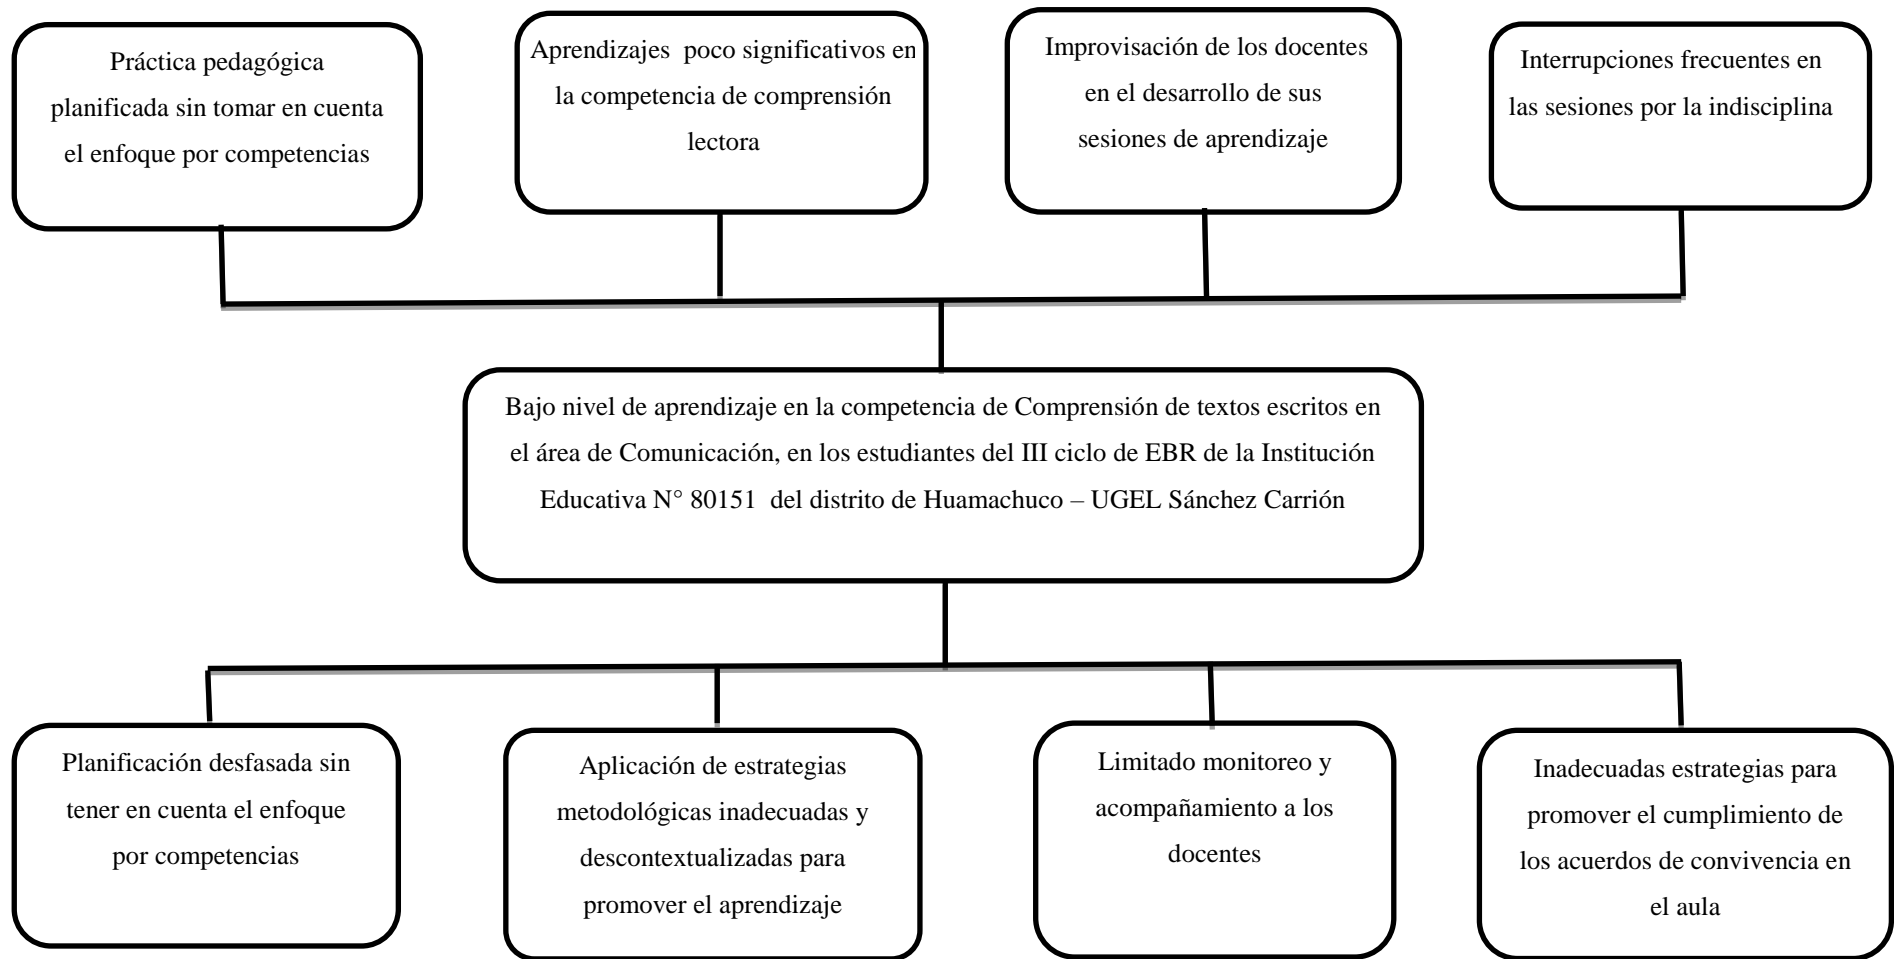 Práctica pedagógica
planificada sin tomar en cuenta
el enfoque por competencias
Aprendizajes poco significativos en
la competencia de comprensión
lectora
Improvisación de los docentes
en el desarrollo de sus
sesiones de aprendizaje
Interrupciones frecuentes en
las sesiones por la indisciplina
Bajo nivel de aprendizaje en la competencia de Comprensión de textos escritos en
el área de Comunicación, en los estudiantes del III ciclo de EBR de la Institución
Educativa N° 80151 del distrito de Huamachuco – UGEL Sánchez Carrión
Planificación desfasada sin
tener en cuenta el enfoque
por competencias
Aplicación de estrategias
metodológicas inadecuadas y
descontextualizadas para
promover el aprendizaje
Limitado monitoreo y
acompañamiento a los
docentes
Inadecuadas estrategias para
promover el cumplimiento de
los acuerdos de convivencia en
el aula